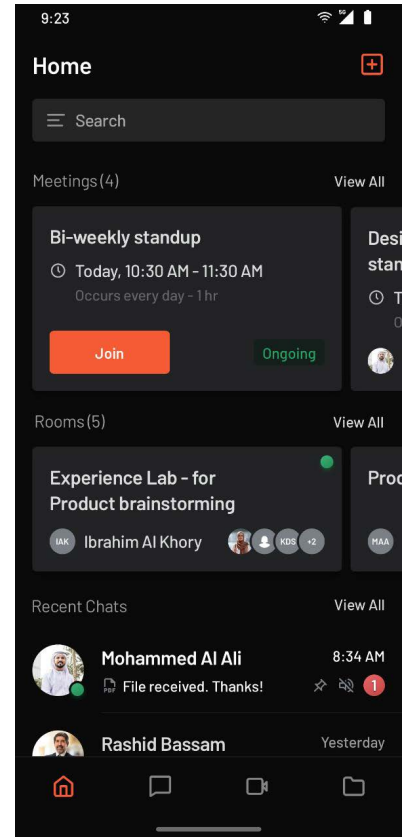 9:23
5G
Home
Search
Meetings (4)
View All
Bi-weekly standup
Today, 10:30 AM - 11:30 AM
Occurs every day - 1 hr
Join
Ongoing
Desi
stan
T
O
Rooms (5)
View All
Experience Lab - for
Product brainstorming
IAK
Ibrahim Al Khory
KDS
+2
Proc
MAA
Recent Chats
View All
Mohammed Al Ali
8:34 AM
PDF
File received. Thanks!
1
Rashid Bassam
Yesterday